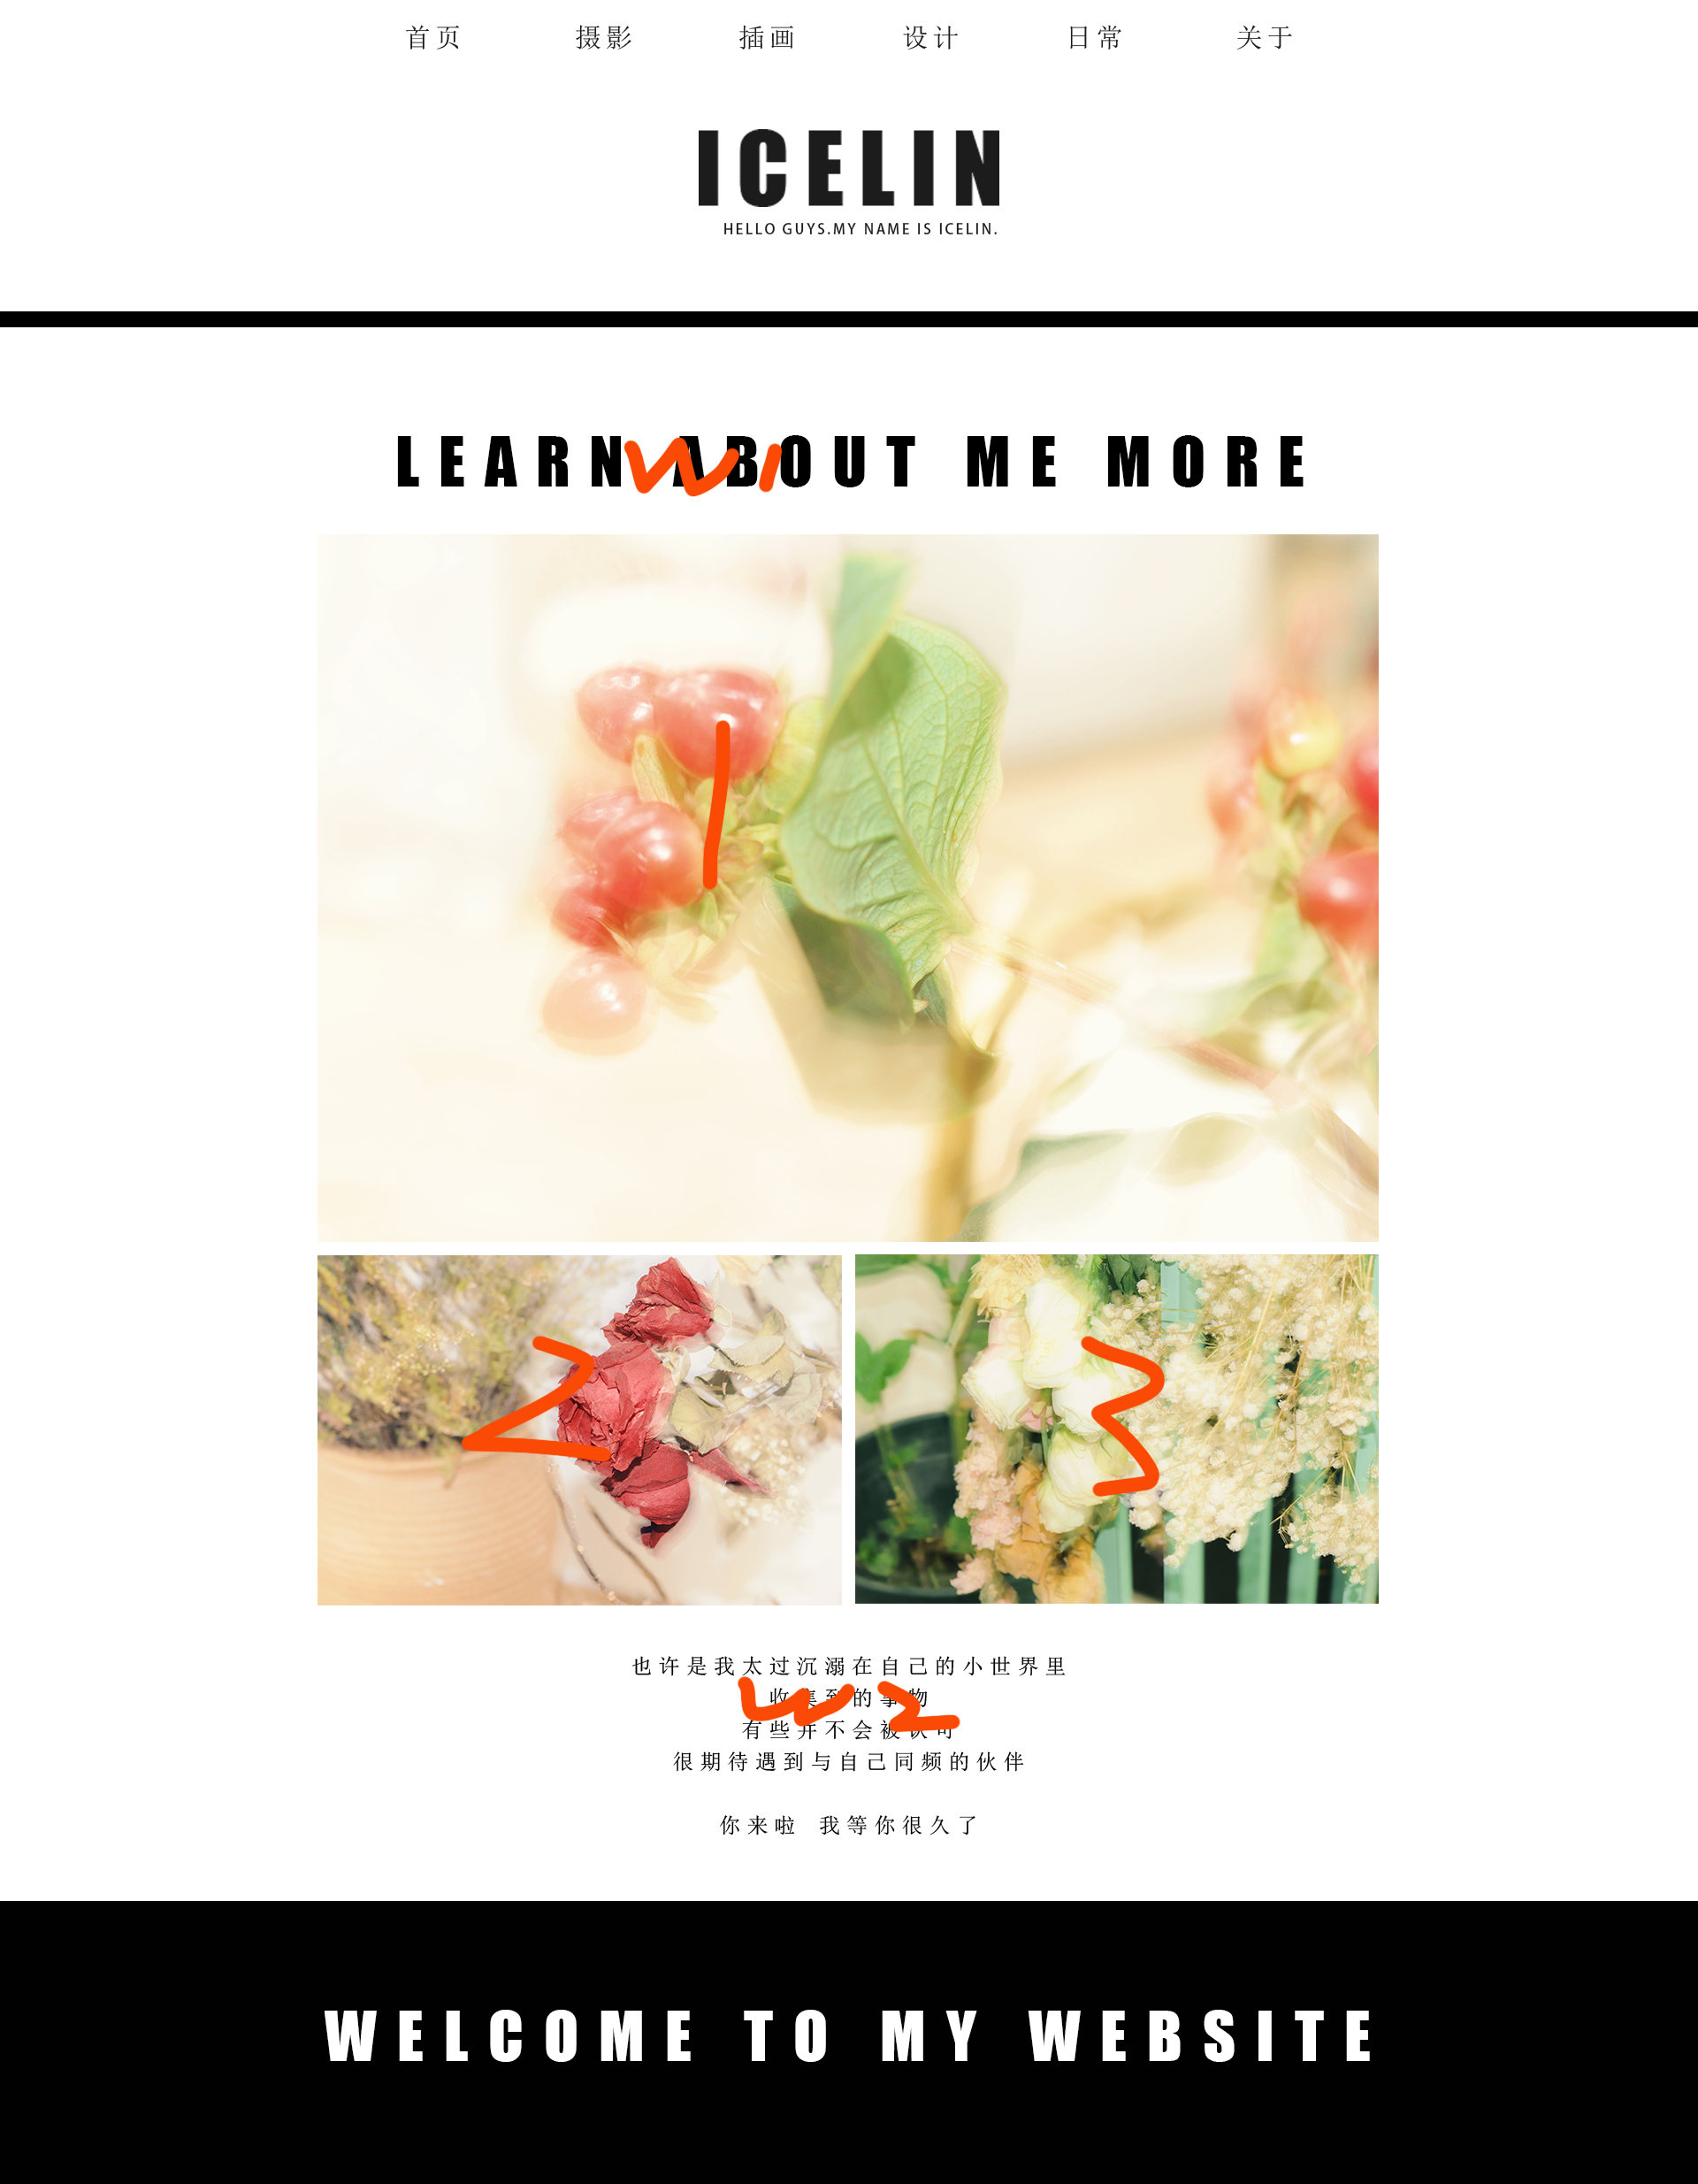 首页 摄影 插画 设计 日常 关于
ICELIN
HELLO GUYS.MY NAME IS ICELIN.
LEARN ABOUT ME MORE
W1
1
2
3
也许是我太过沉溺在自己的小世界里
收集到的事物
W2
有些并不会被认可
很期待遇到与自己同频的伙伴
你来啦 我等你很久了
WELCOME TO MY WEBSITE